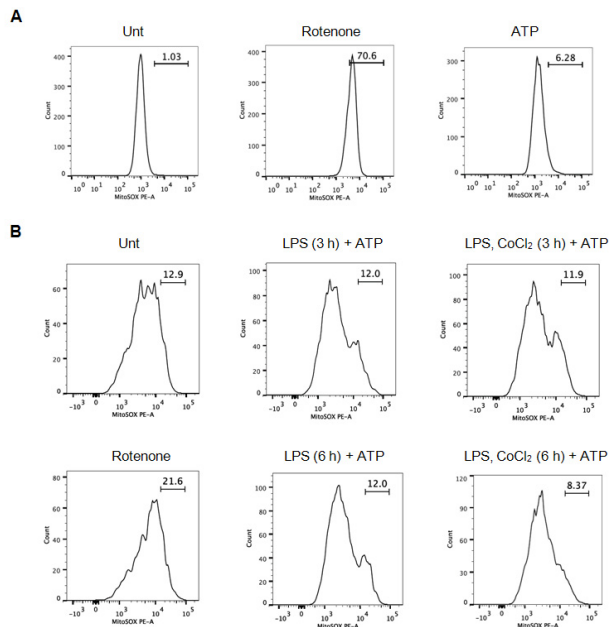 A
Unt
Rotenone
ATP
1.03
70.6
6.28
400
300
200
100
0
Count
10⁰ 10¹ 10² 10³ 10⁴ 10⁵
MitoSOX PE-A
300
200
100
0
Count
10⁰ 10¹ 10² 10³ 10⁴ 10⁵
MitoSOX PE-A
300
200
100
0
Count
10⁰ 10¹ 10² 10³ 10⁴ 10⁵
MitoSOX PE-A
B
Unt
LPS (3 h) + ATP
LPS, CoCl₂ (3 h) + ATP
12.9
12.0
11.9
60
40
20
0
Count
-10³ 0 10³ 10⁴ 10⁵
MitoSOX PE-A
100
80
60
40
20
0
Count
-10³ 0 10³ 10⁴ 10⁵
MitoSOX PE-A
100
80
60
40
20
0
Count
-10³ 0 10³ 10⁴ 10⁵
MitoSOX PE-A
Rotenone
LPS (6 h) + ATP
LPS, CoCl₂ (6 h) + ATP
21.6
12.0
8.37
80
60
40
20
0
Count
-10³ 0 10³ 10⁴ 10⁵
MitoSOX PE-A
100
80
60
40
20
0
Count
-10³ 0 10³ 10⁴ 10⁵
MitoSOX PE-A
120
90
60
30
0
Count
-10³ 0 10³ 10⁴ 10⁵
MitoSOX PE-A